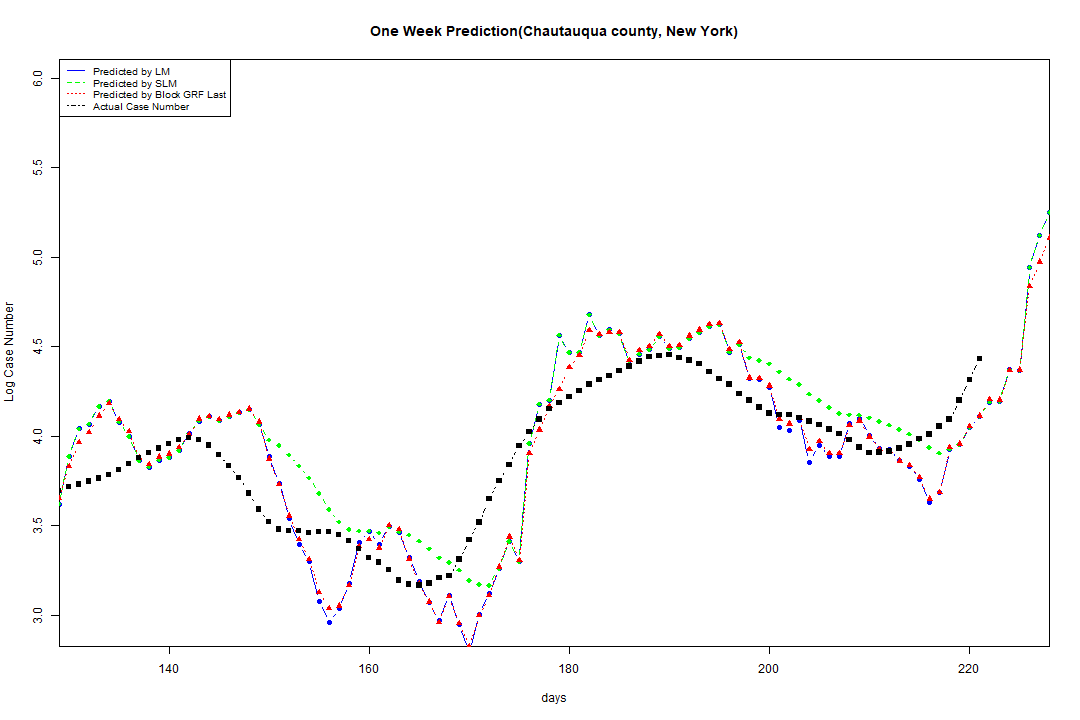 One Week Prediction(Chautauqua county, New York)
Predicted by LM
Predicted by SLM
Predicted by Block GRF Last
Actual Case Number
6.0
5.5
5.0
4.5
4.0
3.5
3.0
Log Case Number
140 160 180 200 220
days